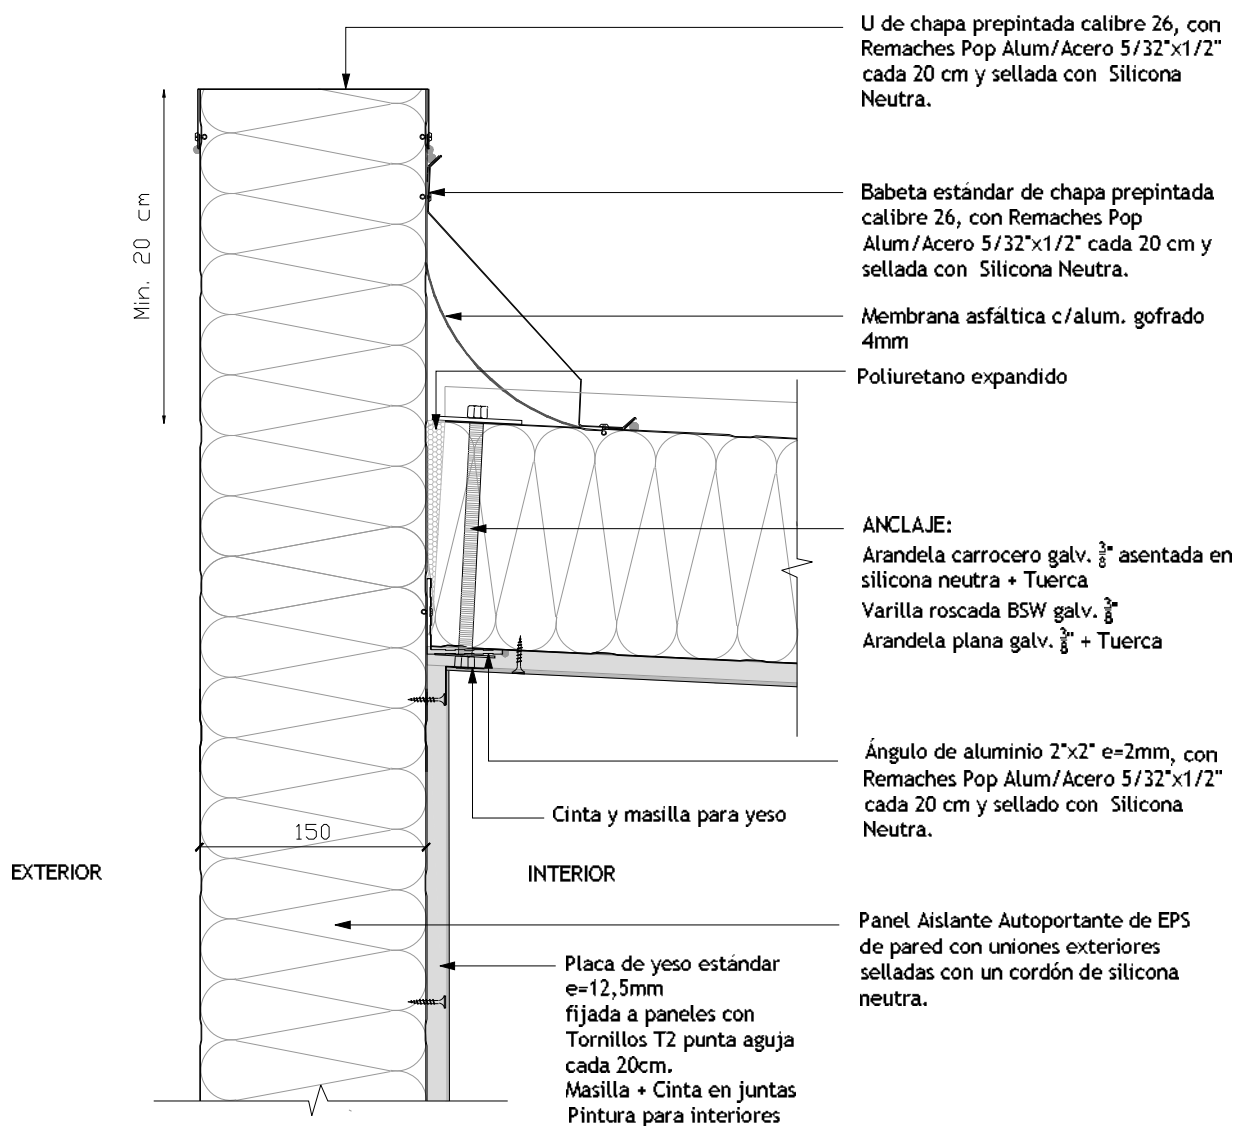 U de chapa prepintada calibre 26, con
Remaches Pop Alum/Acero 5/32"x1/2"
cada 20 cm y sellada con Silicona
Neutra.
Min. 20 cm
Babeta estándar de chapa prepintada
calibre 26, con Remaches Pop
Alum/Acero 5/32"x1/2" cada 20 cm y
sellada con Silicona Neutra.
Membrana asfáltica c/alum. gofrado
4mm
Poliuretano expandido
ANCLAJE:
Arandela carrocero galv. 3/8" asentada en
silicona neutra + Tuerca
Varilla roscada BSW galv. 3/8"
Arandela plana galv. 3/8" + Tuerca
Ángulo de aluminio 2"x2" e=2mm, con
Remaches Pop Alum/Acero 5/32"x1/2"
cada 20 cm y sellado con Silicona
Neutra.
Cinta y masilla para yeso
150
EXTERIOR
INTERIOR
Panel Aislante Autoportante de EPS
de pared con uniones exteriores
selladas con un cordón de silicona
neutra.
Placa de yeso estándar
e=12,5mm
fijada a paneles con
Tornillos T2 punta aguja
cada 20cm.
Masilla + Cinta en juntas
Pintura para interiores